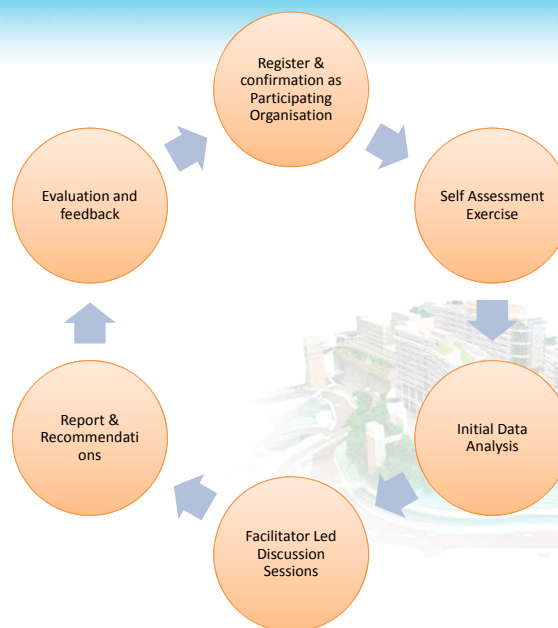 Register &
confirmation as
Participating
Organisation
Self Assessment
Exercise
Initial Data
Analysis
Facilitator Led
Discussion
Sessions
Report &
Recommendati
ons
Evaluation and
feedback